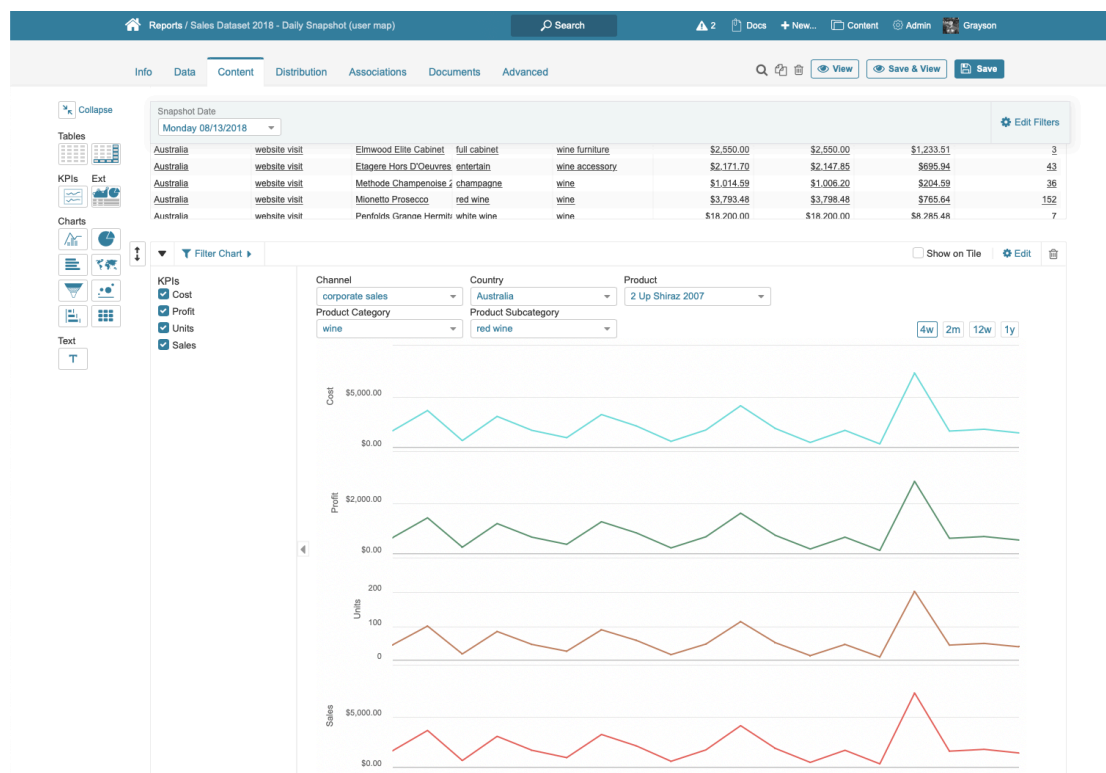 Reports / Sales Dataset 2018 - Daily Snapshot (user map)
Search
2 Docs New... Content Admin Grayson
Info Data Content Distribution Associations Documents Advanced
View Save & View Save
Collapse
Snapshot Date
Monday 08/13/2018
Edit Filters
Tables
Australia website visit Elmwood Elite Cabinet full cabinet wine furniture $2,550.00 $2,550.00 $1,233.51 3
Australia website visit Etagere Hors D'Oeuvres entertain wine accessory $2,171.70 $2,147.85 $695.94 43
Australia website visit Methode Champenoise 2 champagne wine $1,014.59 $1,006.20 $204.59 36
Australia website visit Mionetto Prosecco red wine wine $3,793.48 $3,798.48 $765.64 152
Australia website visit Penfolds Grange Hermita white wine wine $18,200.00 $18,200.00 $8,285.48 7
KPIs Ext
Charts
Text
T
Filter Chart
Show on Tile Edit
KPIs
Cost
Profit
Units
Sales
Channel Country Product
corporate sales Australia 2 Up Shiraz 2007
Product Category Product Subcategory
wine red wine
4w 2m 12w 1y
Cost
$5,000.00
$0.00
Profit
$2,000.00
$0.00
Units
200
100
0
Sales
$5,000.00
$0.00